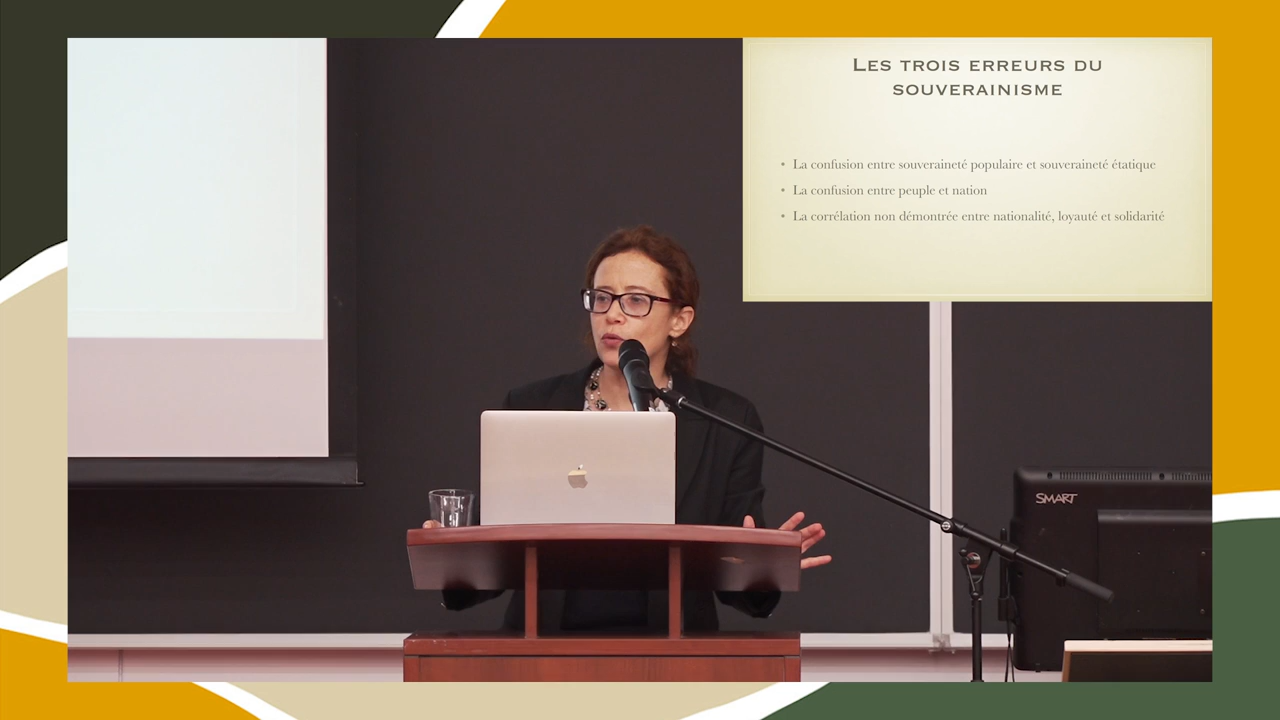 Les trois erreurs du
souverainisme
• La confusion entre souveraineté populaire et souveraineté étatique
• La confusion entre peuple et nation
• La corrélation non démontrée entre nationalité, loyauté et solidarité
SMART